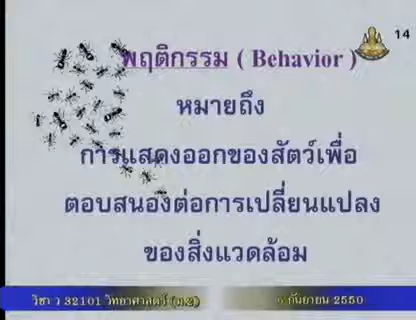 14
พฤติกรรม ( Behavior )
หมายถึง
การแสดงออกของสัตว์เพื่อ
ตอบสนองต่อการเปลี่ยนแปลง
ของสิ่งแวดล้อม
วิชา ว 32101 วิทยาศาสตร์ (ม.2)
กันยายน 2550